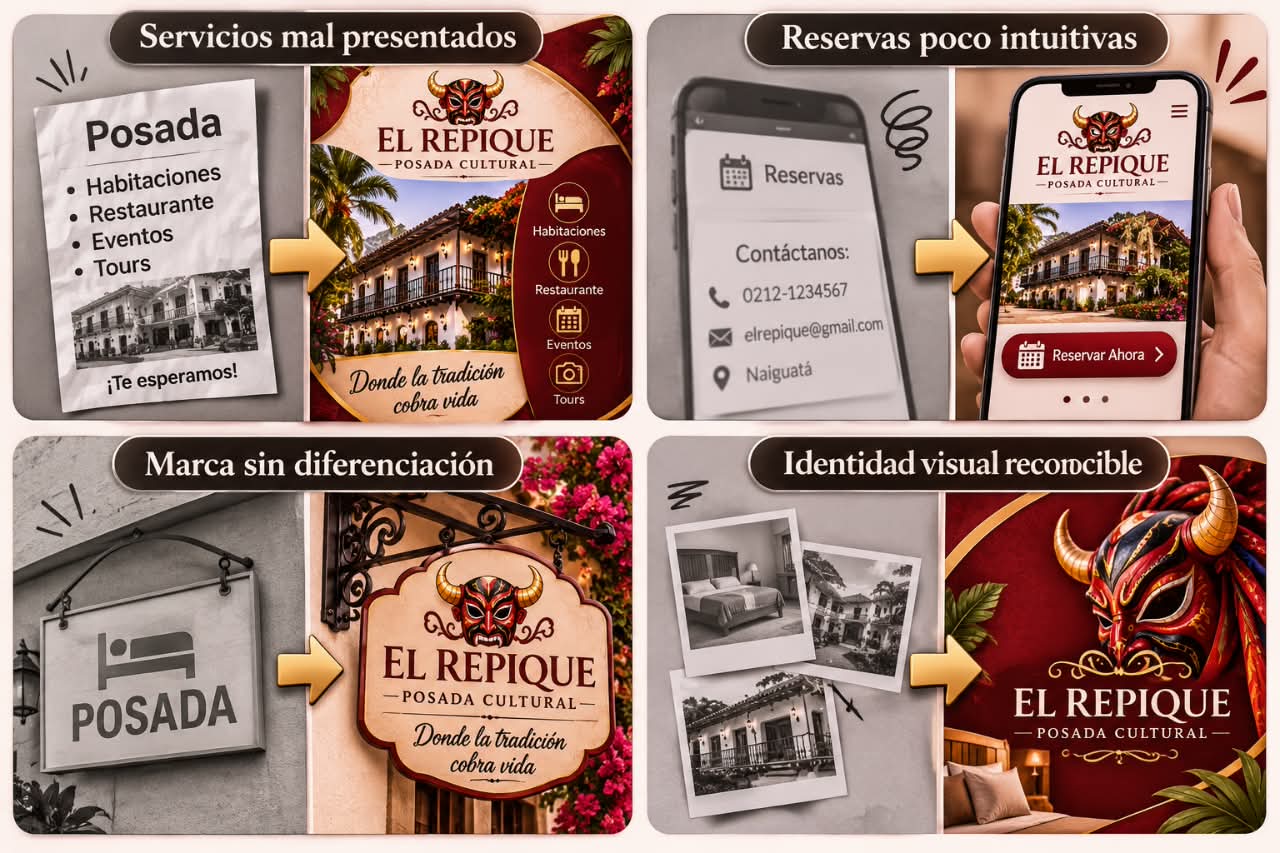 Servicios mal presentados
Posada
• Habitaciones
• Restaurante
• Eventos
• Tours
¡Te esperamos!
EL REPIQUE
POSADA CULTURAL
Habitaciones
Restaurante
Eventos
Tours
Donde la tradición
cobra vida
Reservas poco intuitivas
Reservas
Contáctanos:
0212-1234567
elrepique@gmail.com
Naiguatá
EL REPIQUE
POSADA CULTURAL
Reservar Ahora
Marca sin diferenciación
POSADA
EL REPIQUE
POSADA CULTURAL
Donde la tradición
cobra vida
Identidad visual reconocible
EL REPIQUE
POSADA CULTURAL